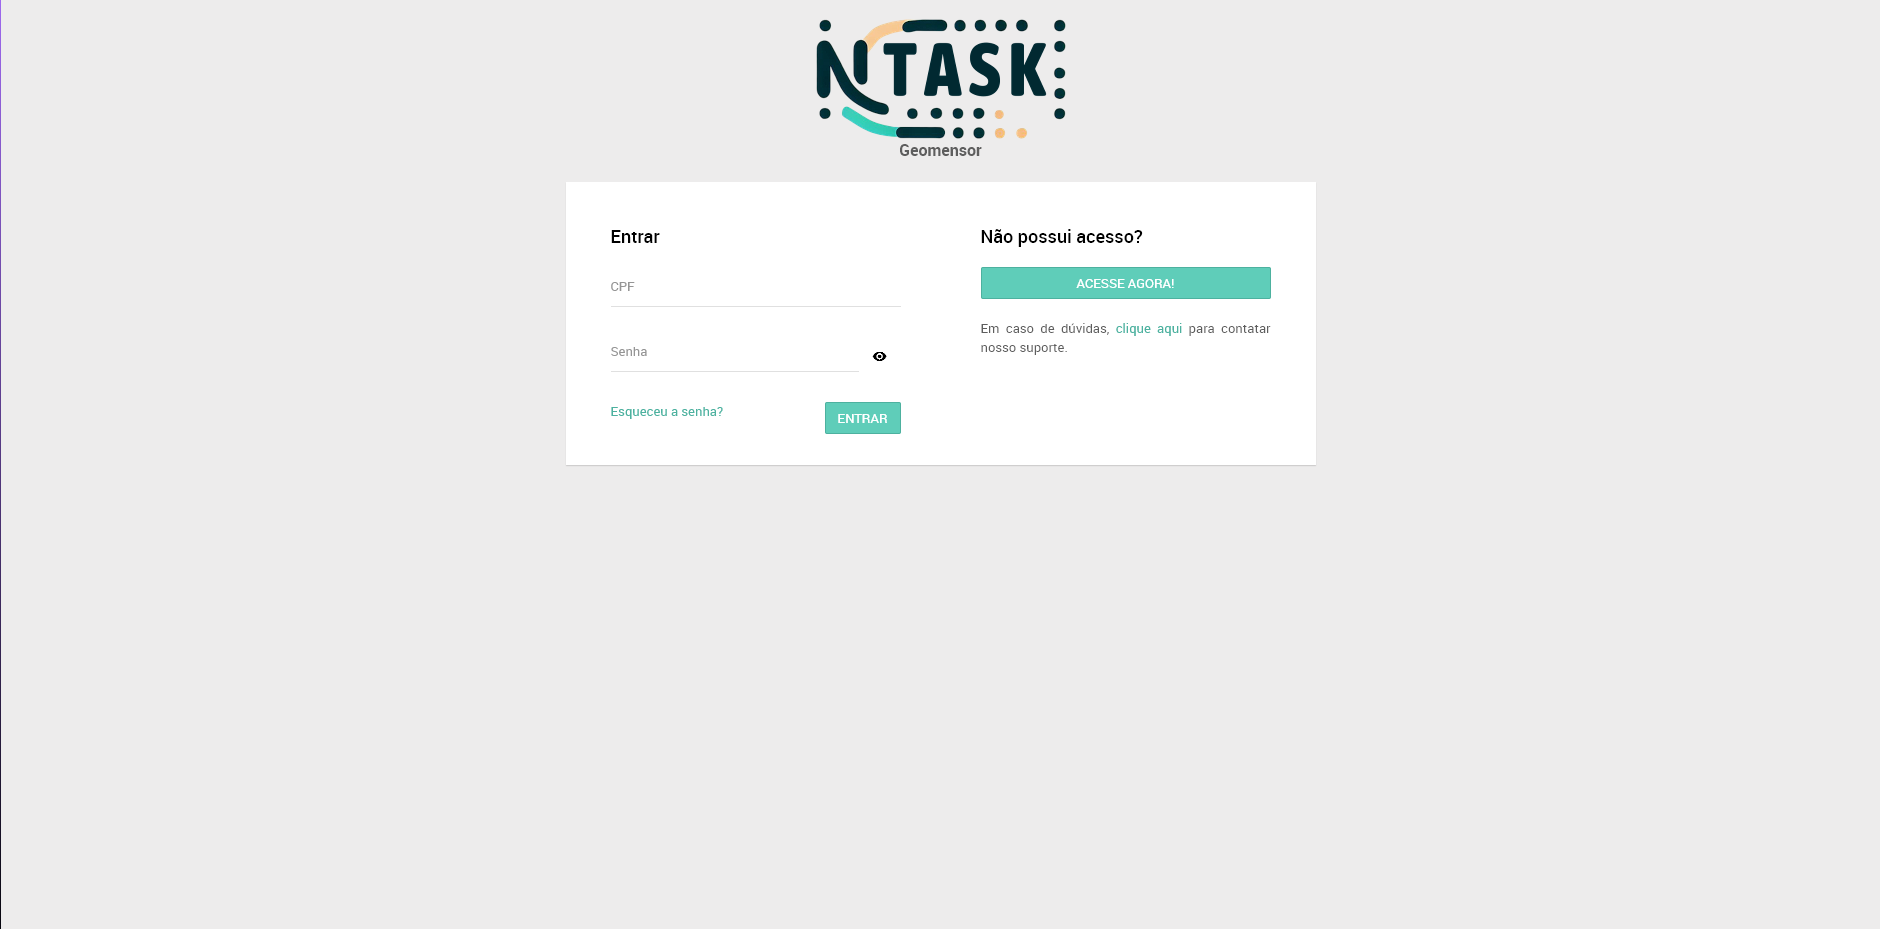 NTASK
Geomensor
Entrar
CPF
Senha
Esqueceu a senha?
ENTRAR
Não possui acesso?
ACESSE AGORA!
Em caso de dúvidas, clique aqui para contatar
nosso suporte.